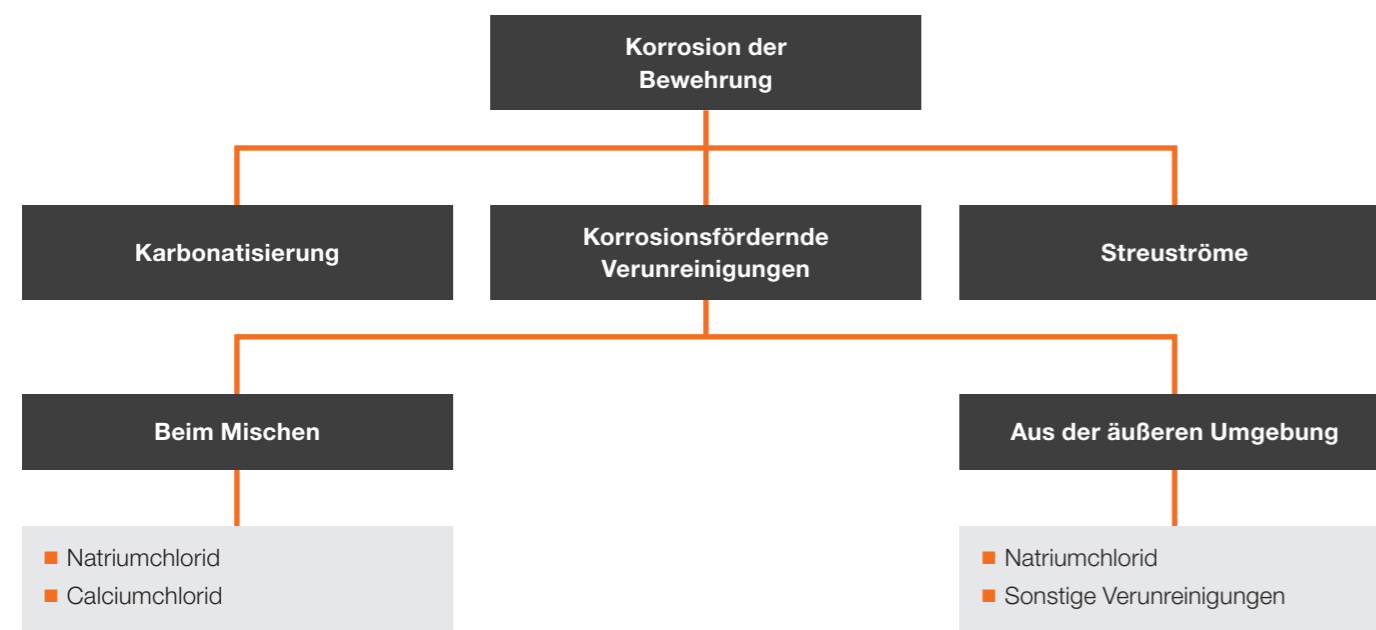 Korrosion der
Bewehrung
Karbonatisierung
Korrosionsfördernde
Verunreinigungen
Streuströme
Beim Mischen
Aus der äußeren Umgebung
Natriumchlorid
Calciumchlorid
Natriumchlorid
Sonstige Verunreinigungen